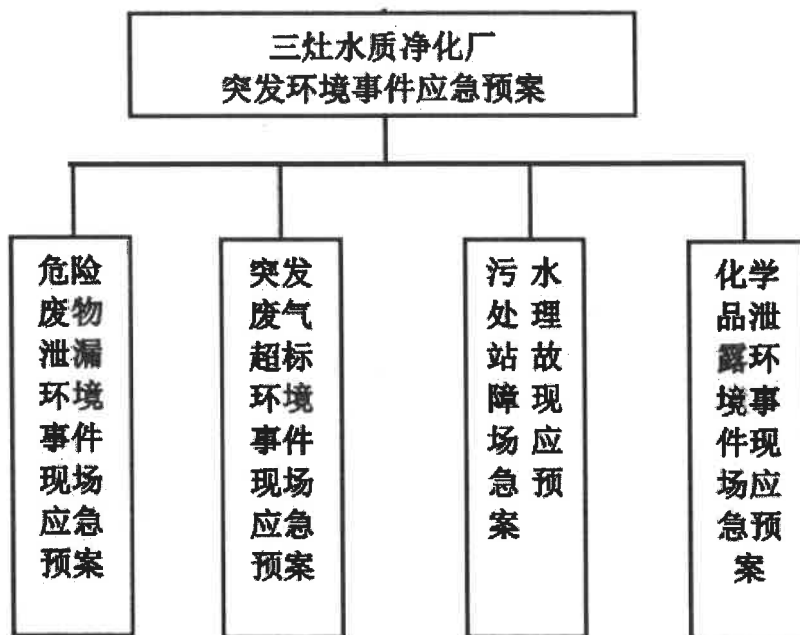 三灶水质净化厂
突发环境事件应急预案
危险
废物
泄漏
环境
事件
现场
应急
预案
突发
废气
超标
环境
事件
现场
应急
预案
污水
处理
站故
障现
场应
急预
案
化学
品泄
露环
境事
件现
场应
急预
案